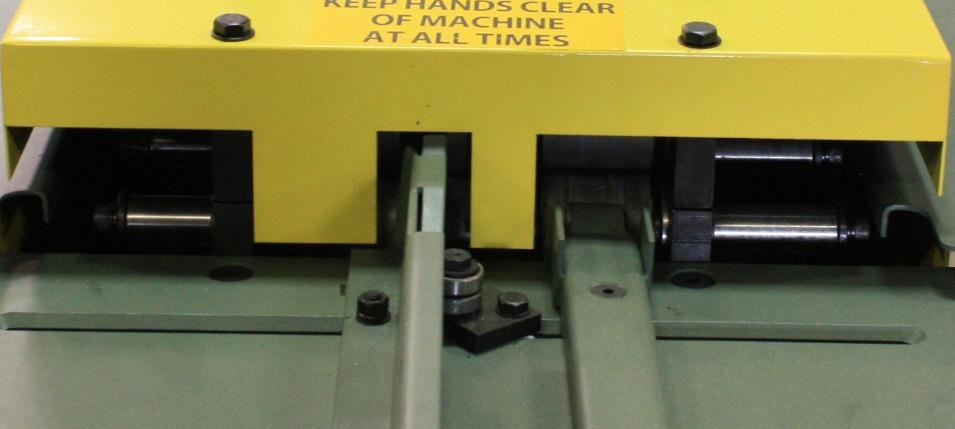 KEEP HANDS CLEAR
OF MACHINE
AT ALL TIMES